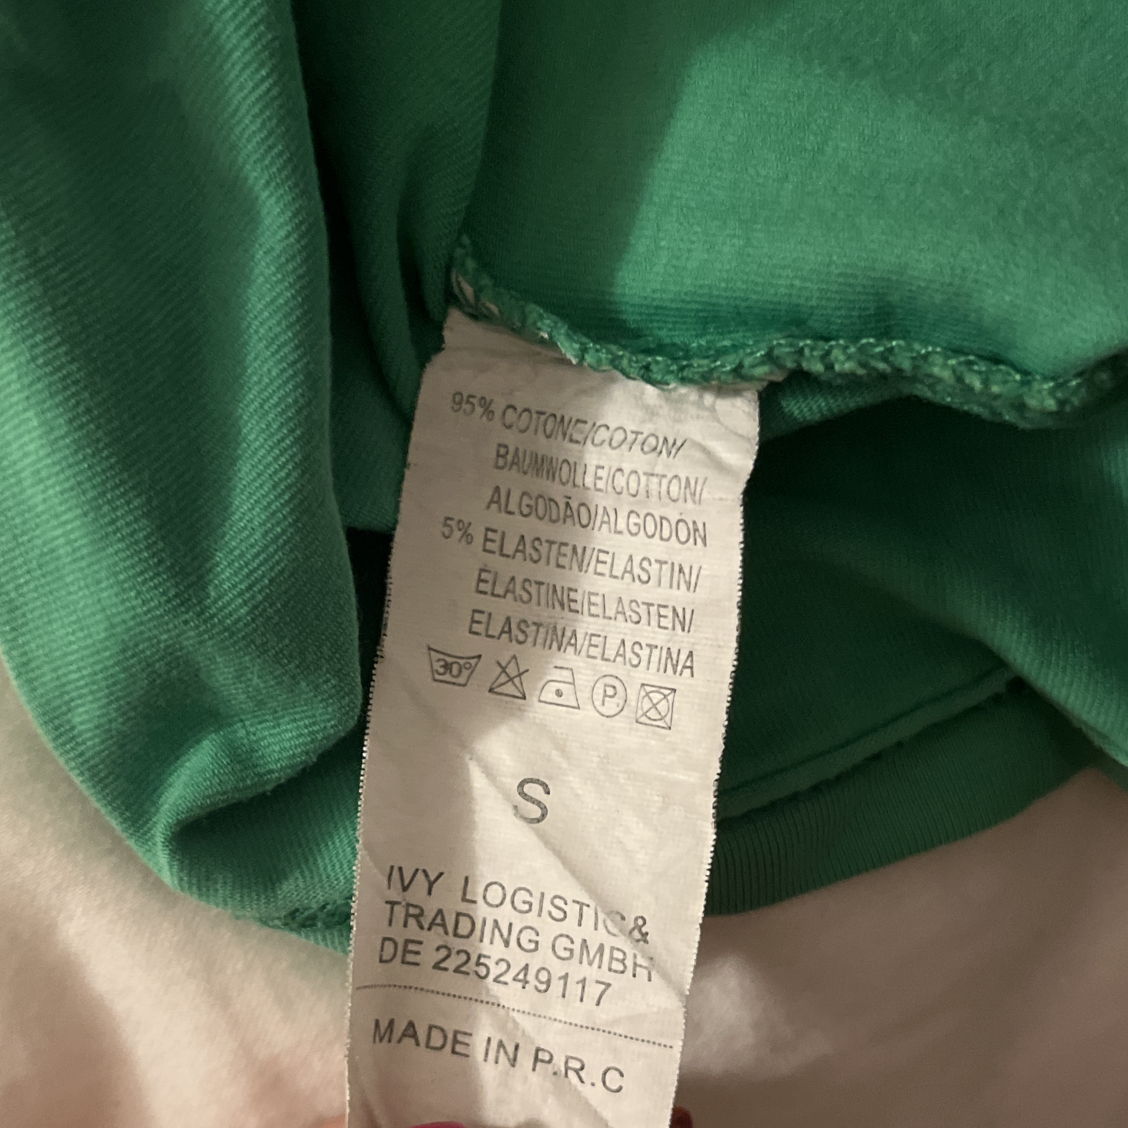 95% COTONE/COTON/
BAUMWOLLE/COTTON/
ALGODÃO/ALGODÓN
5% ELASTEN/ELASTIN/
ÉLASTINE/ELASTEN/
ELASTINA/ELASTINA
30°
P
S
IVY LOGISTIC&
TRADING GMBH
DE 225249117
MADE IN P.R.C